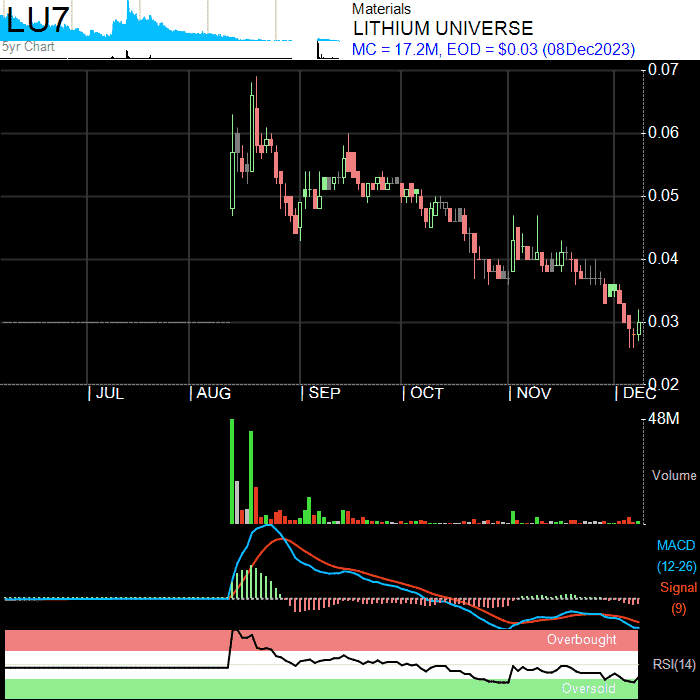 LU7
5yr Chart
Materials
LITHIUM UNIVERSE
MC = 17.2M, EOD = $0.03 (08Dec2023)
0.07
0.06
0.05
0.04
0.03
0.02
JUL AUG SEP OCT NOV DEC
48M
Volume
MACD
(12-26)
Signal
(9)
Overbought
RSI(14)
Oversold